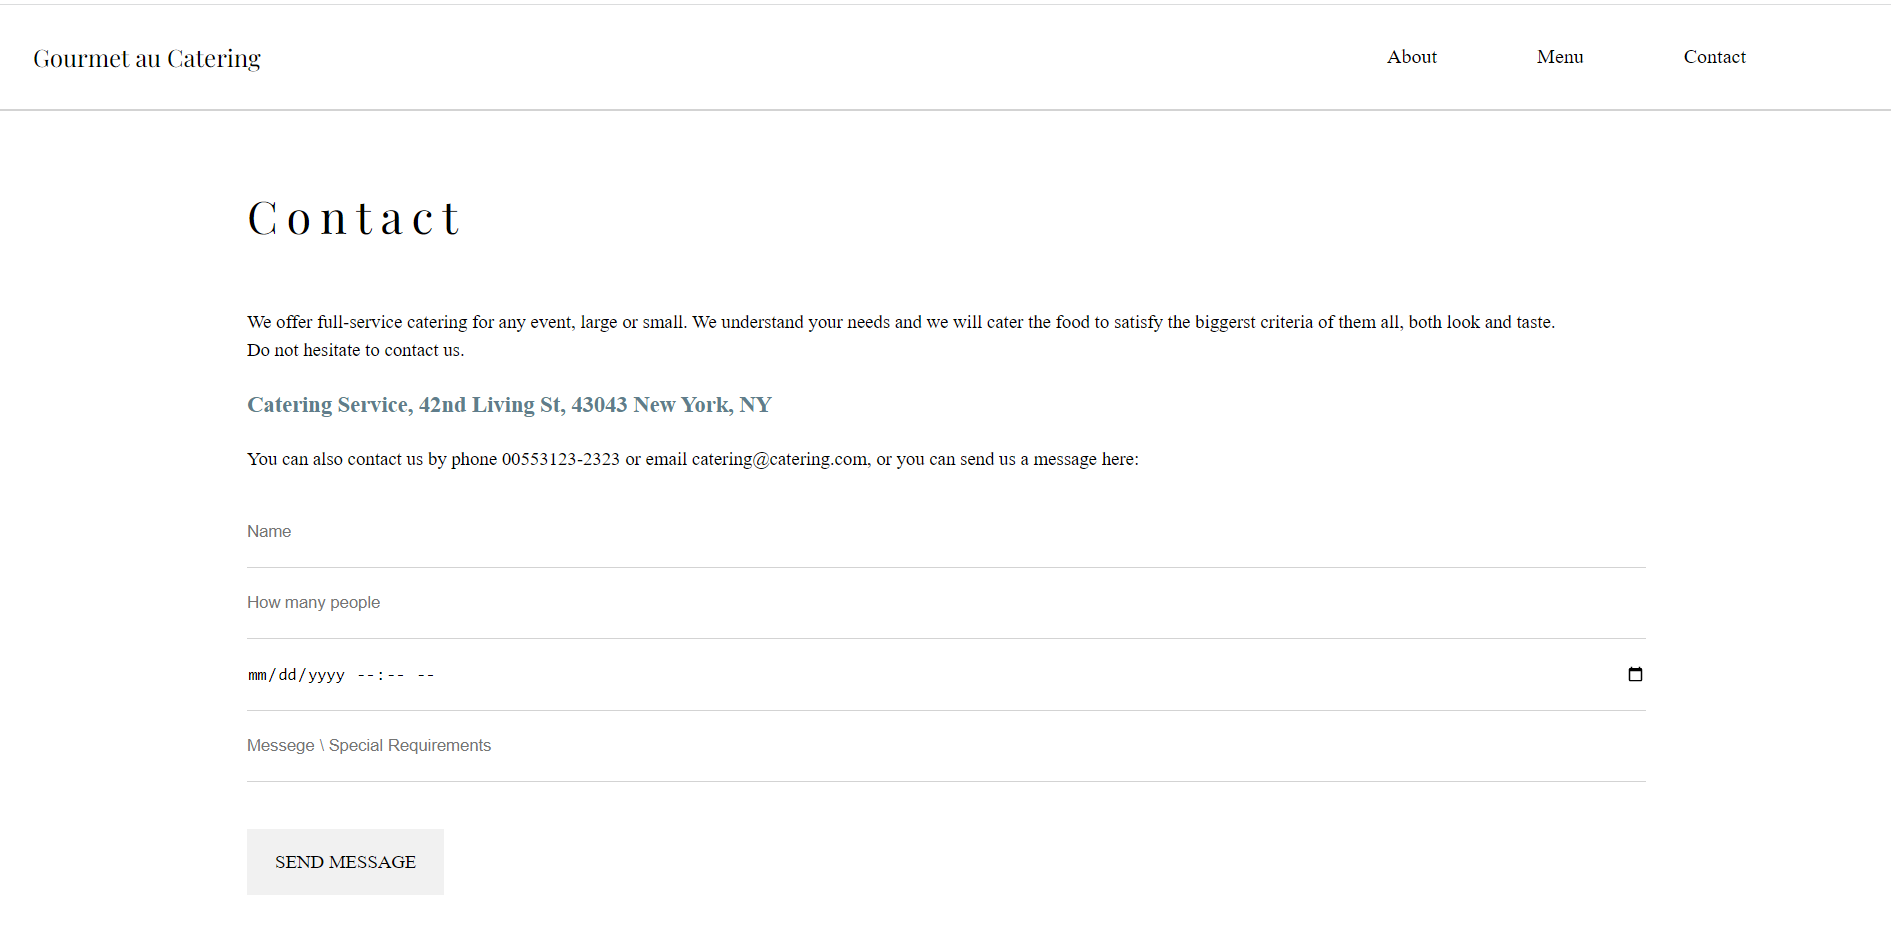 Gourmet au Catering
About Menu Contact
Contact
We offer full-service catering for any event, large or small. We understand your needs and we will cater the food to satisfy the biggerst criteria of them all, both look and taste.
Do not hesitate to contact us.
Catering Service, 42nd Living St, 43043 New York, NY
You can also contact us by phone 00553123-2323 or email catering@catering.com, or you can send us a message here:
Name
How many people
mm/dd/yyyy --:-- --
Messege \ Special Requirements
SEND MESSAGE